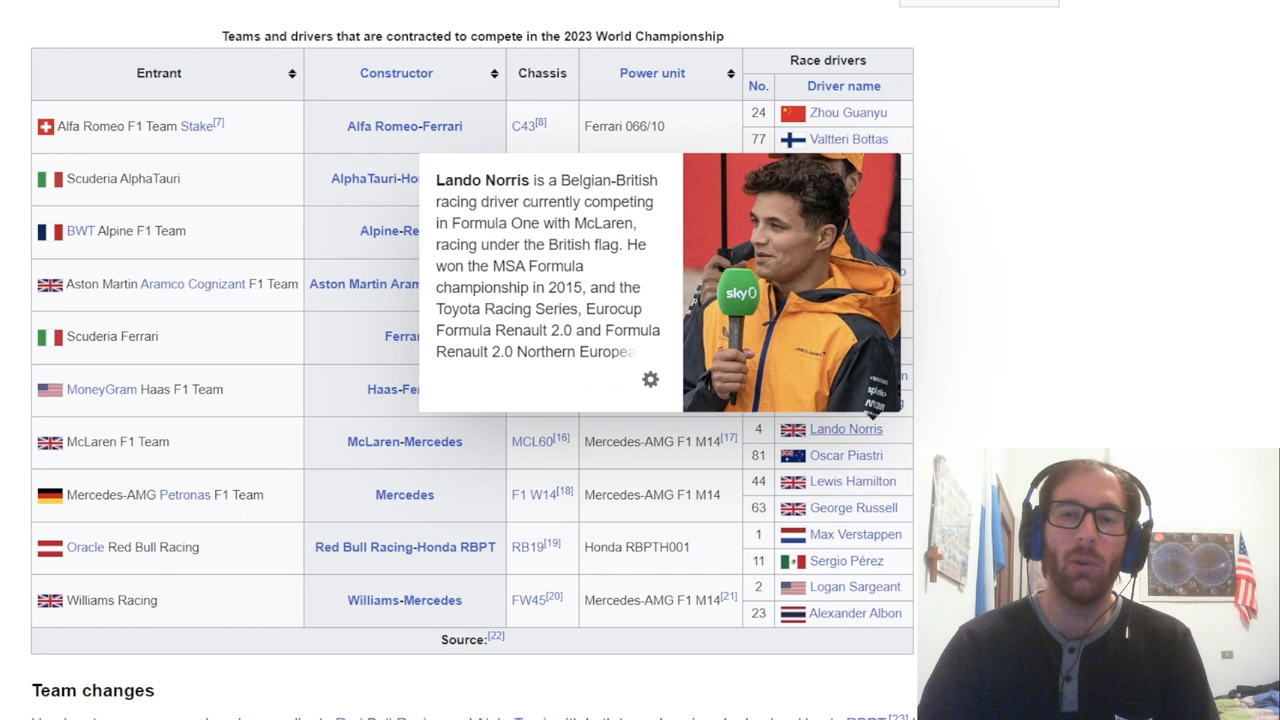 Teams and drivers that are contracted to compete in the 2023 World Championship
Entrant Constructor Chassis Power unit Race drivers
No. Driver name
Alfa Romeo F1 Team Stake[7] Alfa Romeo-Ferrari C43[8] Ferrari 066/10
24 Zhou Guanyu
77 Valtteri Bottas
Scuderia AlphaTauri AlphaTauri-Ho
BWT Alpine F1 Team Alpine-Re
Aston Martin Aramco Cognizant F1 Team Aston Martin Aram
Scuderia Ferrari Ferra
MoneyGram Haas F1 Team Haas-Fe
Lando Norris is a Belgian-British
racing driver currently competing
in Formula One with McLaren,
racing under the British flag. He
won the MSA Formula
championship in 2015, and the
Toyota Racing Series, Eurocup
Formula Renault 2.0 and Formula
Renault 2.0 Northern Europea
sky
McLaren F1 Team McLaren-Mercedes MCL60[16] Mercedes-AMG F1 M14[17]
4 Lando Norris
81 Oscar Piastri
Mercedes-AMG Petronas F1 Team Mercedes F1 W14[18] Mercedes-AMG F1 M14
44 Lewis Hamilton
63 George Russell
Oracle Red Bull Racing Red Bull Racing-Honda RBPT RB19[19] Honda RBPTH001
1 Max Verstappen
11 Sergio Pérez
Williams Racing Williams-Mercedes FW45[20] Mercedes-AMG F1 M14[21]
2 Logan Sargeant
23 Alexander Albon
Source:[22]
Team changes